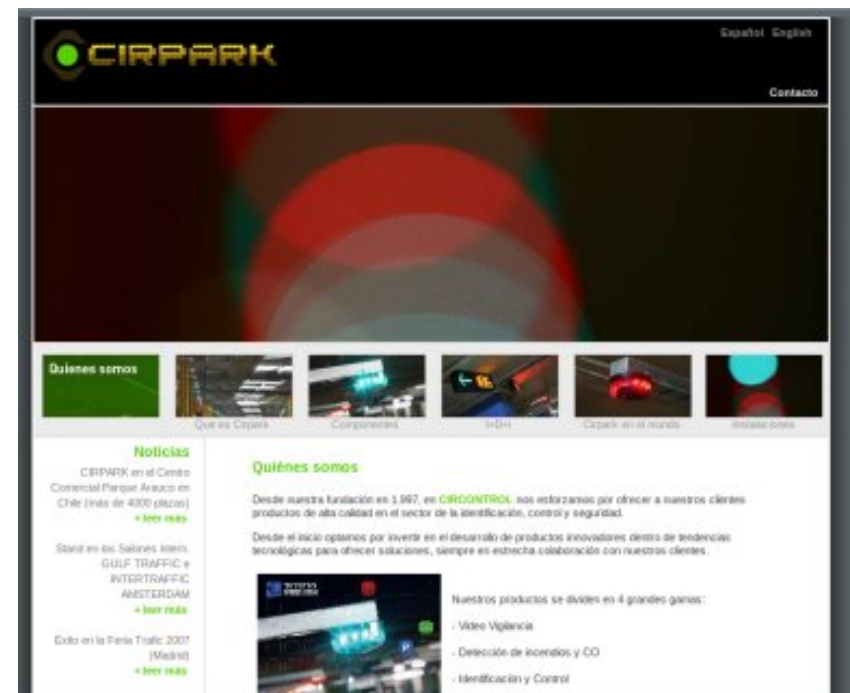 CIRPARK
Español English
Contacto
Quienes somos
Que es Cirpark
Componentes
I+D+i
Cirpark en el mundo
Instalaciones
Noticias
CIRPARK en el Centro
Comercial Parque Arauco en
Chile (más de 4000 plazas)
+ leer más
Stand en los Salones intern.
GULF TRAFFIC e
INTERTRAFFIC
AMSTERDAM
+ leer más
Exito en la Feria Trafic 2007
(Madrid)
+ leer más
Quiénes somos
Desde nuestra fundación en 1.997, en CIRCONTROL nos esforzamos por ofrecer a nuestros clientes
productos de alta calidad en el sector de la identificación, control y seguridad.
Desde el inicio optamos por invertir en el desarrollo de productos innovadores dentro de tendencias
tecnológicas para ofrecer soluciones, siempre en estrecha colaboración con nuestros clientes.
Nuestros productos se dividen en 4 grandes gamas:
- Video Vigilancia
- Detección de incendios y CO
- Identificación y Control